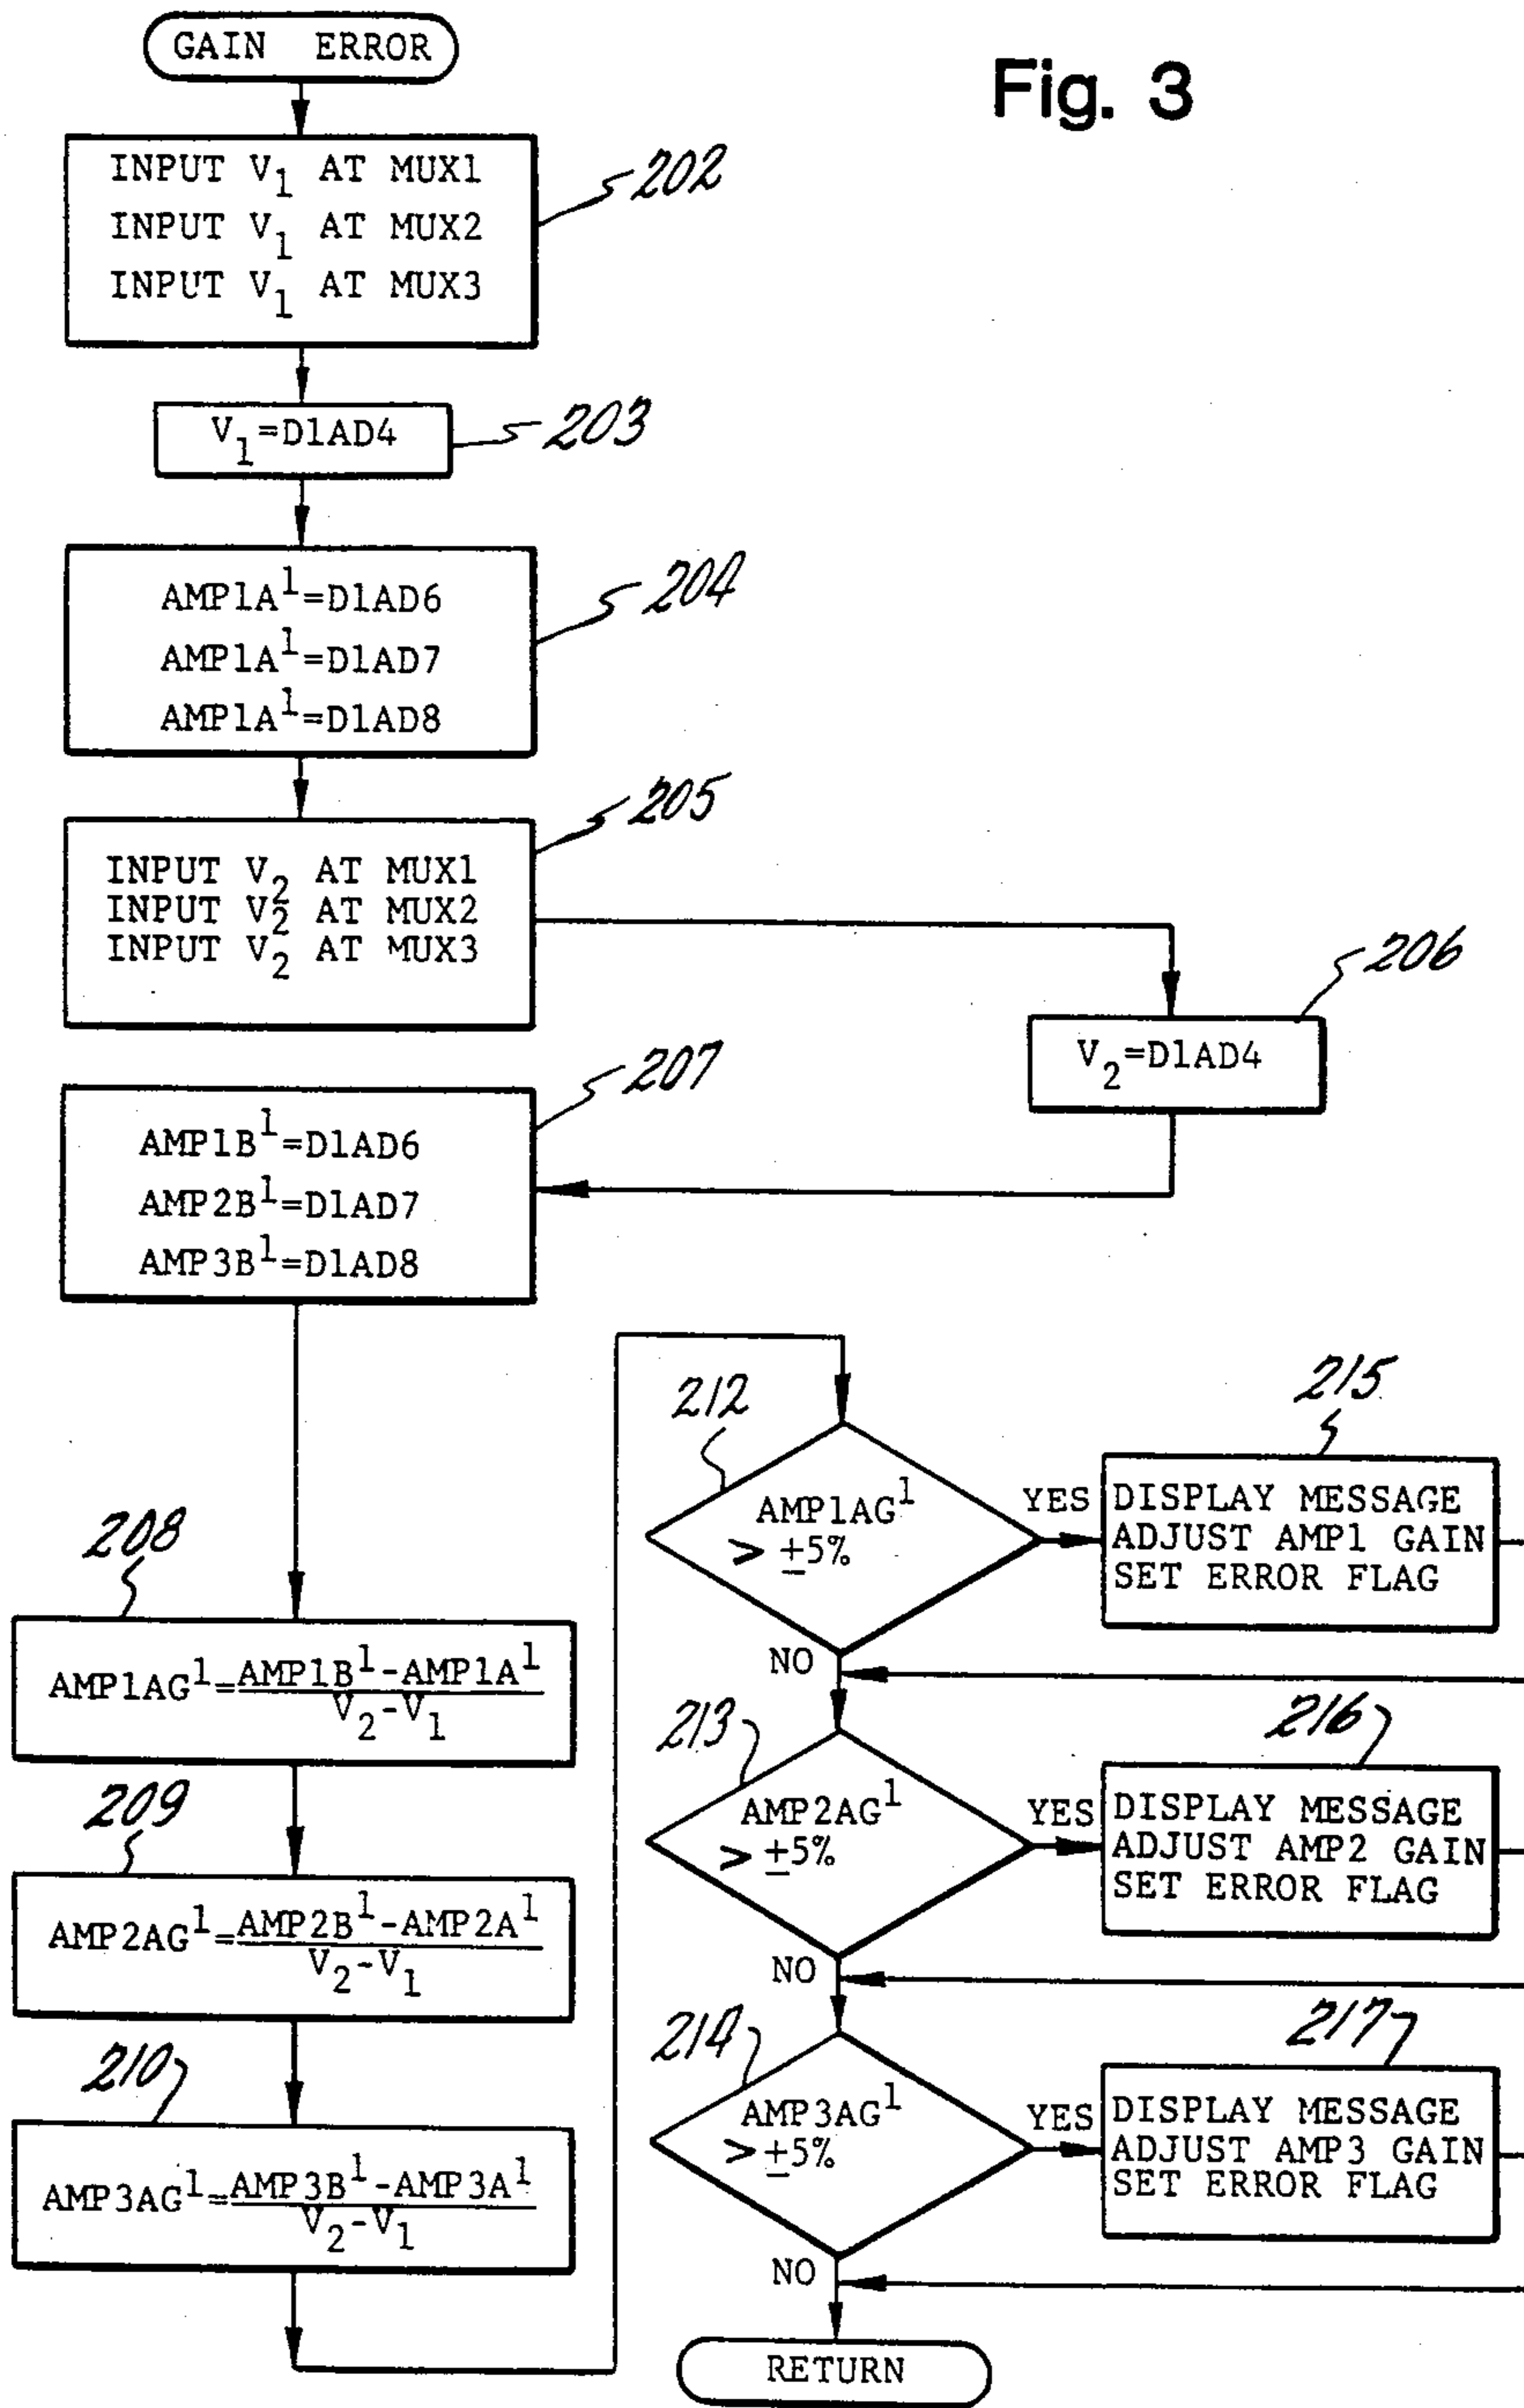 Fig. 3
GAIN ERROR
INPUT V₁ AT MUX1
INPUT V₁ AT MUX2
INPUT V₁ AT MUX3
202
V₁=D1AD4
203
AMP1A¹=D1AD6
AMP1A¹=D1AD7
AMP1A¹=D1AD8
204
INPUT V₂ AT MUX1
INPUT V₂ AT MUX2
INPUT V₂ AT MUX3
205
V₂=D1AD4
206
AMP1B¹=D1AD6
AMP2B¹=D1AD7
AMP3B¹=D1AD8
207
208
AMP1AG¹=AMP1B¹-AMP1A¹
V₂-V₁
209
AMP2AG¹=AMP2B¹-AMP2A¹
V₂-V₁
210
AMP3AG¹=AMP3B¹-AMP3A¹
V₂-V₁
212
AMP1AG¹
> ±5%
YES
NO
215
DISPLAY MESSAGE
ADJUST AMP1 GAIN
SET ERROR FLAG
213
AMP2AG¹
> ±5%
YES
NO
216
DISPLAY MESSAGE
ADJUST AMP2 GAIN
SET ERROR FLAG
214
AMP3AG¹
> ±5%
YES
NO
217
DISPLAY MESSAGE
ADJUST AMP3 GAIN
SET ERROR FLAG
RETURN